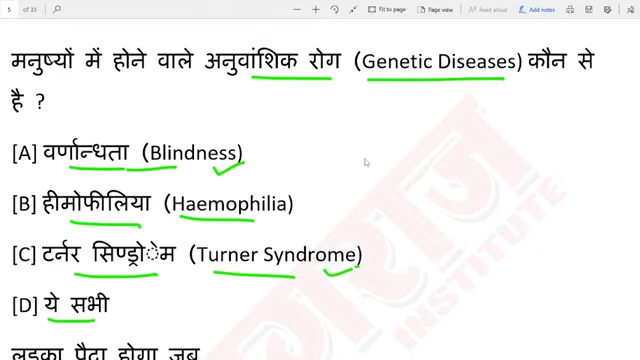 5 of 35
Fit to page
Page view
Read aloud
Add notes
मनुष्यों में होने वाले अनुवांशिक रोग (Genetic Diseases) कौन से
है ?
[A] वर्णान्धता (Blindness)
[B] हीमोफीलिया (Haemophilia)
[C] टर्नर सिण्ड्रोेम (Turner Syndrome)
[D] ये सभी
लड़का पैदा होगा जब
INSTITUTE